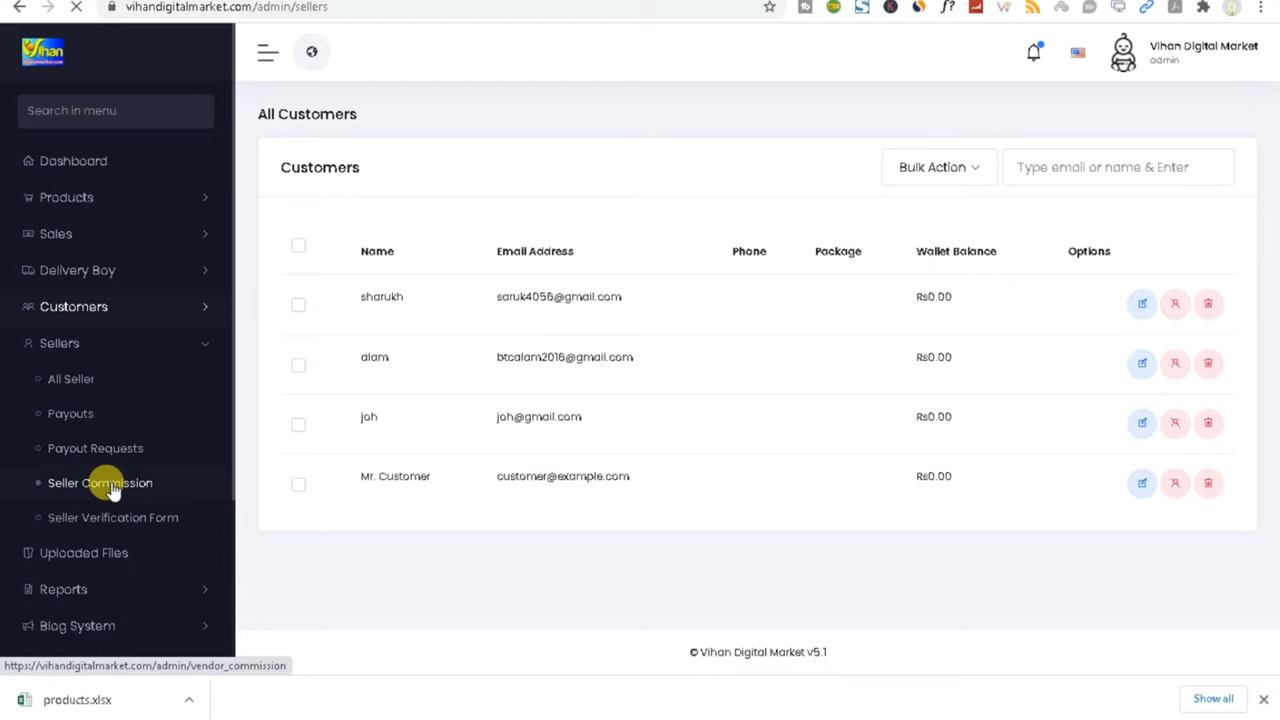 vihandigitalmarket.com/admin/sellers
Vihan
Search in menu
Dashboard
Products
Sales
Delivery Boy
Customers
Sellers
All Seller
Payouts
Payout Requests
Seller Commission
Seller Verification Form
Uploaded Files
Reports
Blog System
Vihan Digital Market
admin
All Customers
Customers
Bulk Action
Type email or name & Enter
Name Email Address Phone Package Wallet Balance Options
sharukh saruk4056@gmail.com Rs0.00
alam btcalam2016@gmail.com Rs0.00
joh joh@gmail.com Rs0.00
Mr. Customer customer@example.com Rs0.00
© Vihan Digital Market v5.1
https://vihandigitalmarket.com/admin/vendor_commission
products.xlsx
Show all